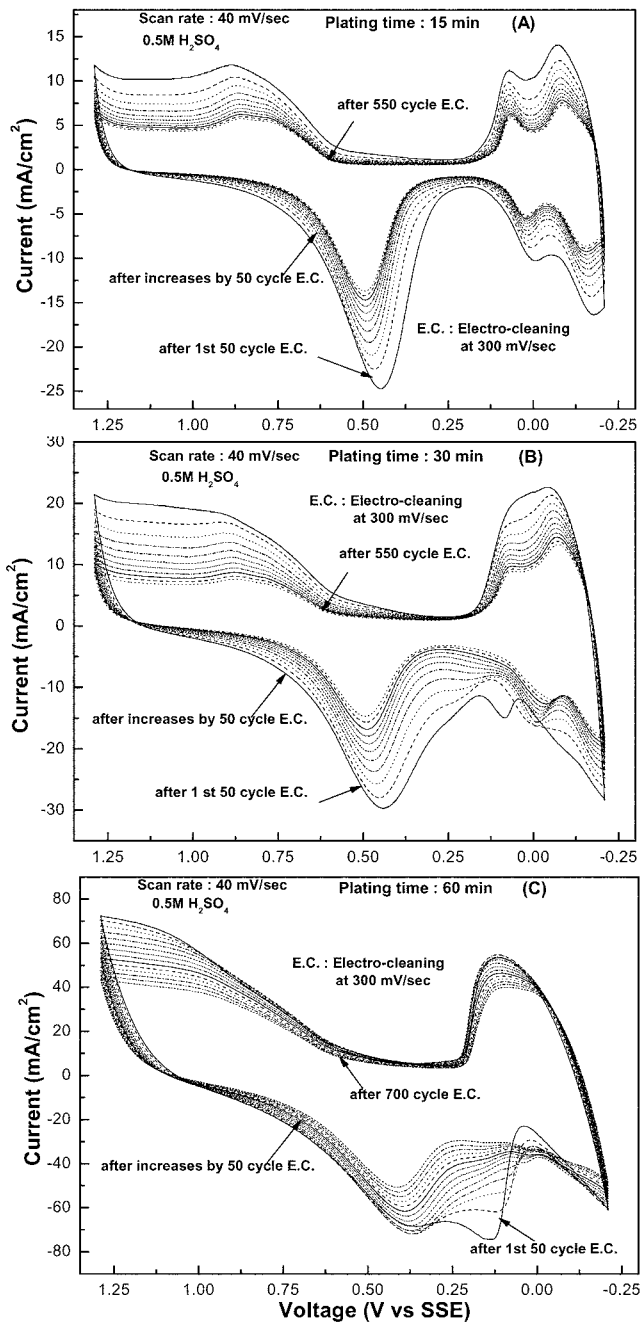 Scan rate : 40 mV/sec Plating time : 15 min (A)
0.5M H₂SO₄
15
10
5
0
-5
-10
-15
-20
-25
Current (mA/cm²)
after 550 cycle E.C.
after increases by 50 cycle E.C.
after 1st 50 cycle E.C.
E.C. : Electro-cleaning
at 300 mV/sec
1.25 1.00 0.75 0.50 0.25 0.00 -0.25
Scan rate : 40 mV/sec Plating time : 30 min (B)
0.5M H₂SO₄
30
20
10
0
-10
-20
-30
Current (mA/cm²)
E.C. : Electro-cleaning
at 300 mV/sec
after 550 cycle E.C.
after increases by 50 cycle E.C.
after 1 st 50 cycle E.C.
1.25 1.00 0.75 0.50 0.25 0.00 -0.25
Scan rate : 40 mV/sec Plating time : 60 min (C)
0.5M H₂SO₄
80
60
40
20
0
-20
-40
-60
-80
Current (mA/cm²)
E.C. : Electro-cleaning
at 300 mV/sec
after 700 cycle E.C.
after increases by 50 cycle E.C.
after 1st 50 cycle E.C.
1.25 1.00 0.75 0.50 0.25 0.00 -0.25
Voltage (V vs SSE)